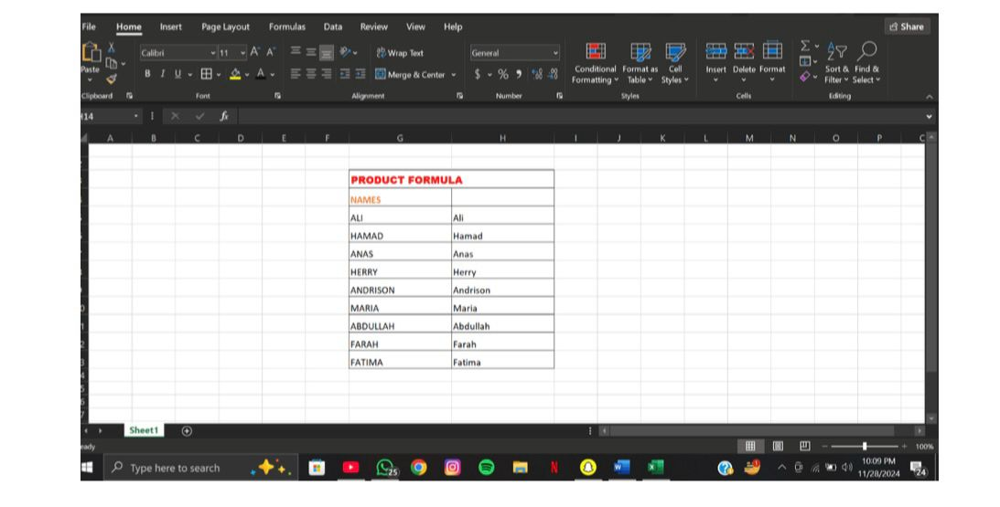 File Home Insert Page Layout Formulas Data Review View Help Share
Calibri 11 A A Wrap Text General
Paste B I U A Merge & Center $ % Conditional Formatting Format as Table Cell Styles Insert Delete Format Sort & Filter Find & Select
Clipboard Font Alignment Number Styles Cells Editing
H14 fx
A B C D E F G H I J K L M N O P
PRODUCT FORMULA
NAMES
ALI Ali
HAMAD Hamad
ANAS Anas
HERRY Herry
ANDRISON Andrison
MARIA Maria
ABDULLAH Abdullah
FARAH Farah
FATIMA Fatima
Sheet1
100%
Type here to search 25 N 10:09 PM
11/28/2024 24